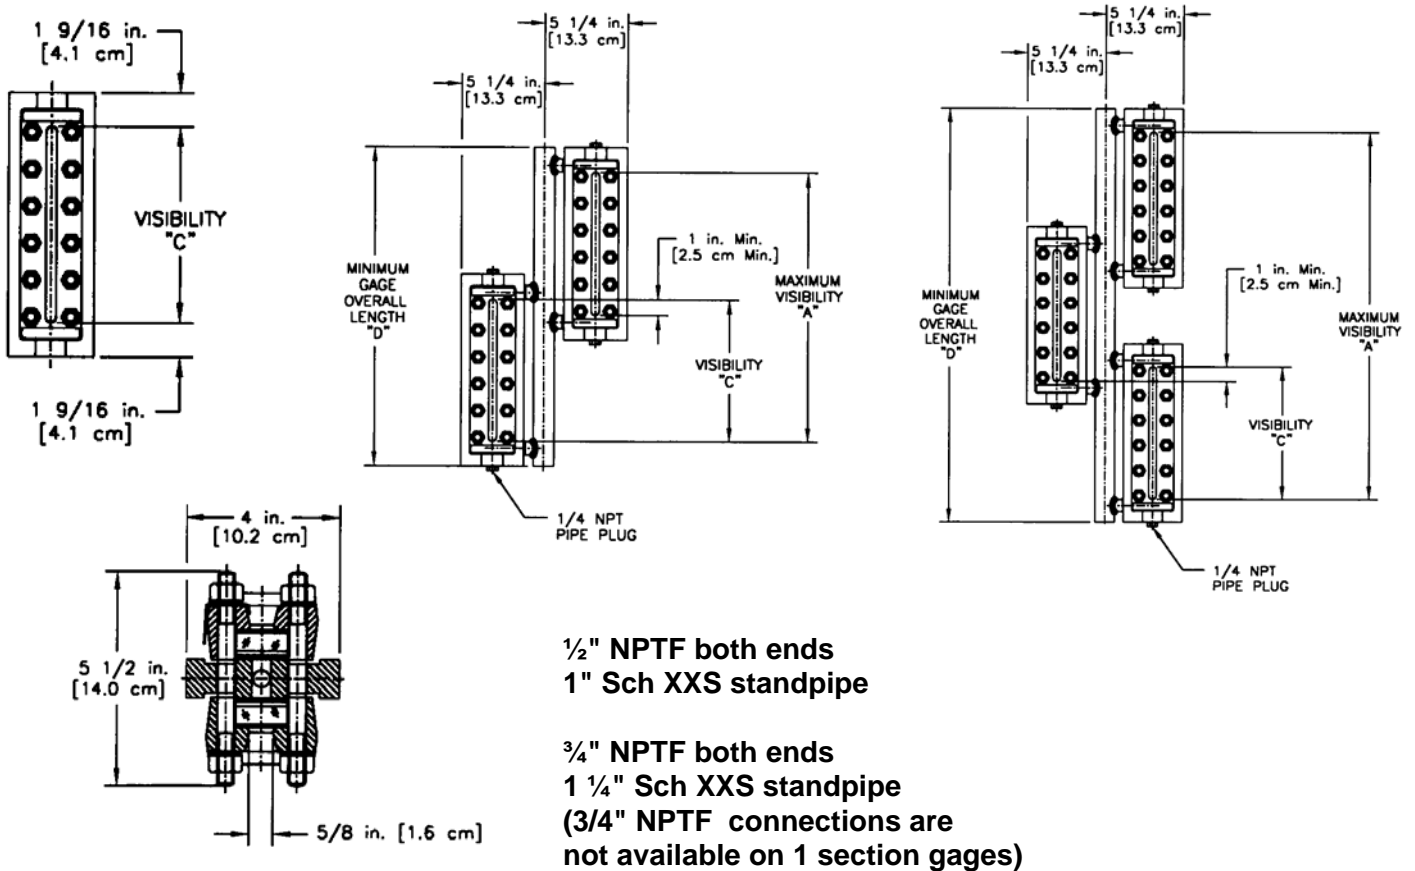 1 9/16 in.
[4.1 cm]
VISIBILITY
"C"
1 9/16 in.
[4.1 cm]
5 1/4 in.
[13.3 cm]
5 1/4 in.
[13.3 cm]
MINIMUM
GAGE
OVERALL
LENGTH
"D"
1 in. Min.
[2.5 cm Min.]
MAXIMUM
VISIBILITY
"A"
VISIBILITY
"C"
1/4 NPT
PIPE PLUG
5 1/4 in.
[13.3 cm]
5 1/4 in.
[13.3 cm]
MINIMUM
GAGE
OVERALL
LENGTH
"D"
1 in. Min.
[2.5 cm Min.]
MAXIMUM
VISIBILITY
"A"
VISIBILITY
"C"
1/4 NPT
PIPE PLUG
4 in.
[10.2 cm]
5 1/2 in.
[14.0 cm]
5/8 in. [1.6 cm]
½" NPTF both ends
1" Sch XXS standpipe
¾" NPTF both ends
1 ¼" Sch XXS standpipe
(3/4" NPTF connections are
not available on 1 section gages)